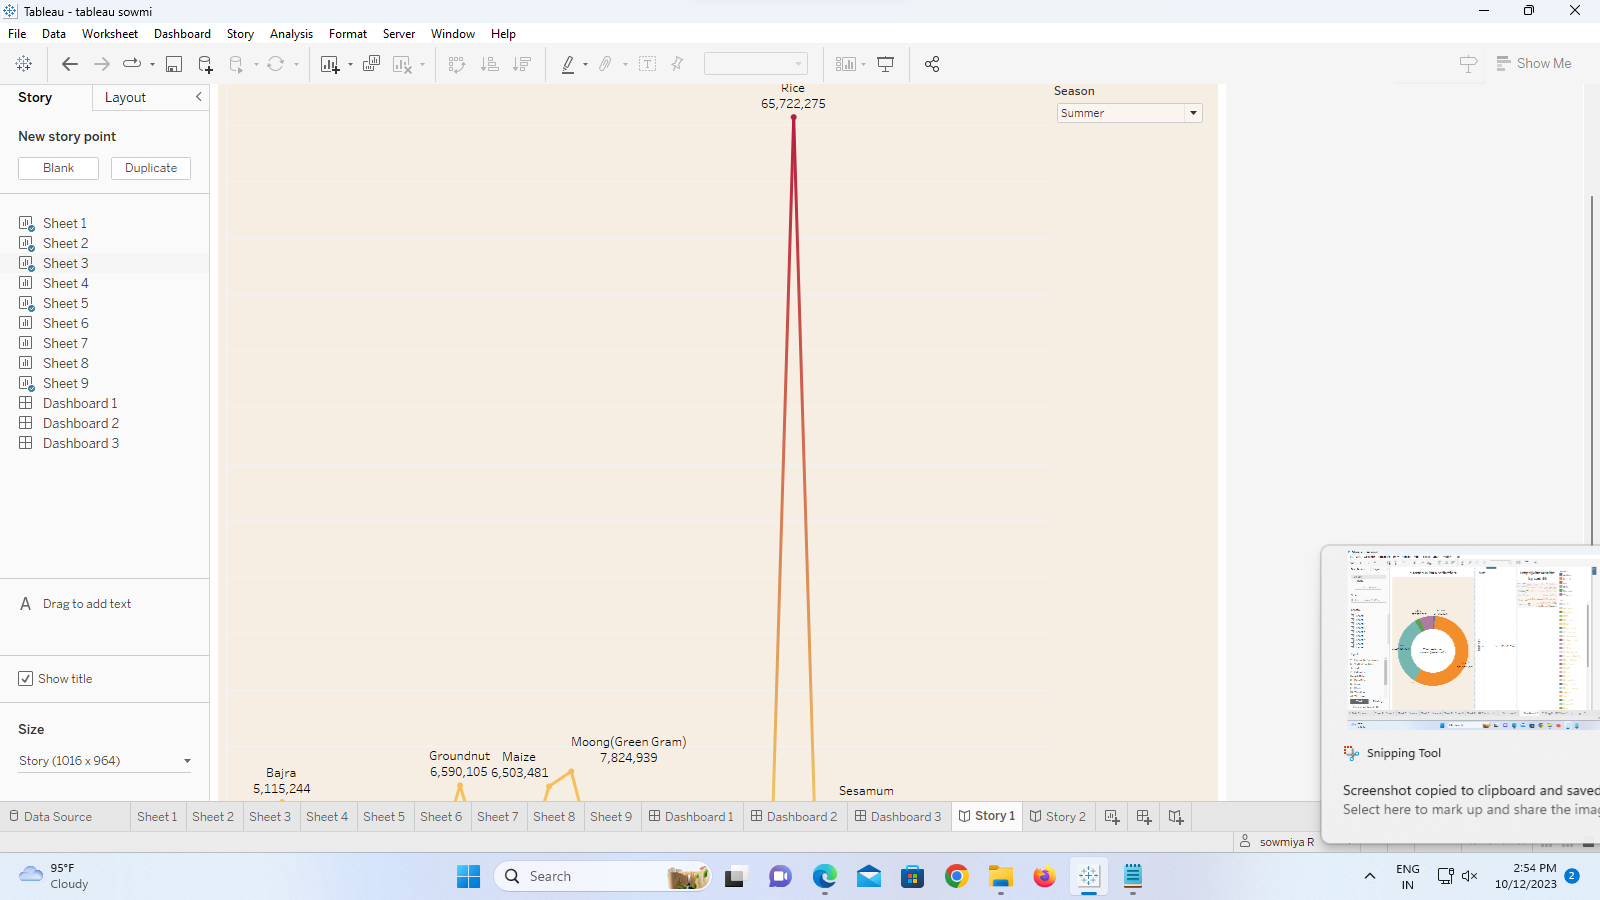 Tableau - tableau sowmi
File Data Worksheet Dashboard Story Analysis Format Server Window Help
Show Me
Story Layout
New story point
Blank Duplicate
Sheet 1
Sheet 2
Sheet 3
Sheet 4
Sheet 5
Sheet 6
Sheet 7
Sheet 8
Sheet 9
Dashboard 1
Dashboard 2
Dashboard 3
A Drag to add text
Show title
Size
Story (1016 x 964)
Rice
65,722,275
Season
Summer
Moong(Green Gram)
7,824,939
Groundnut
6,590,105
Maize
6,503,481
Bajra
5,115,244
Sesamum
Snipping Tool
Screenshot copied to clipboard and saved
Select here to mark up and share the
Data Source Sheet 1 Sheet 2 Sheet 3 Sheet 4 Sheet 5 Sheet 6 Sheet 7 Sheet 8 Sheet 9 Dashboard 1 Dashboard 2 Dashboard 3 Story 1 Story 2
sowmiya R
95°F
Cloudy
Search
ENG
IN
2:54 PM
10/12/2023
2